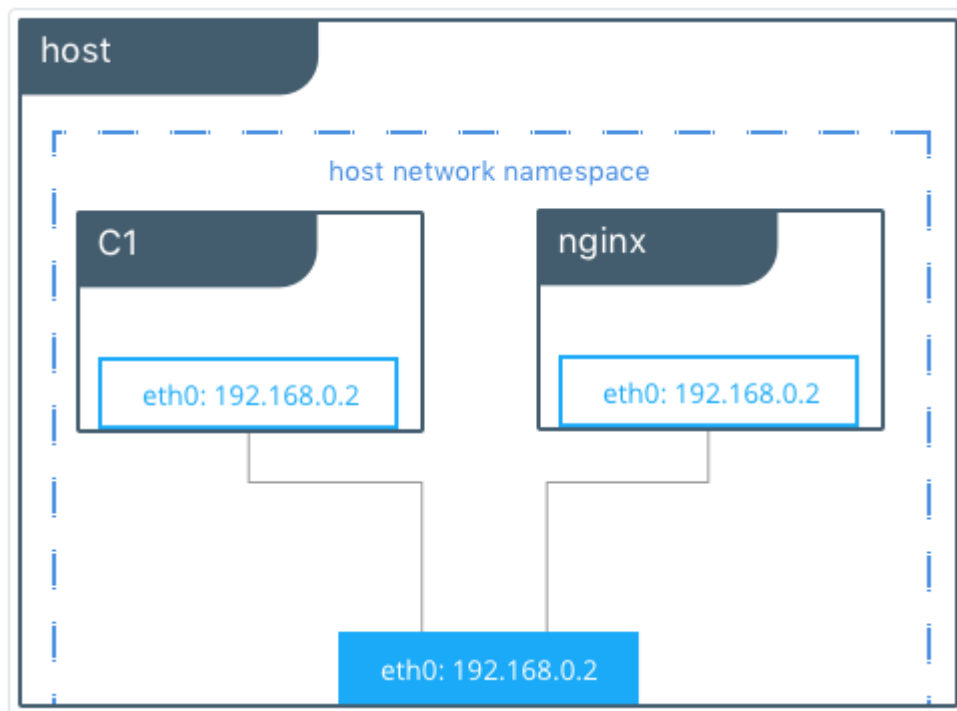 host
host network namespace
C1
nginx
eth0: 192.168.0.2
eth0: 192.168.0.2
eth0: 192.168.0.2